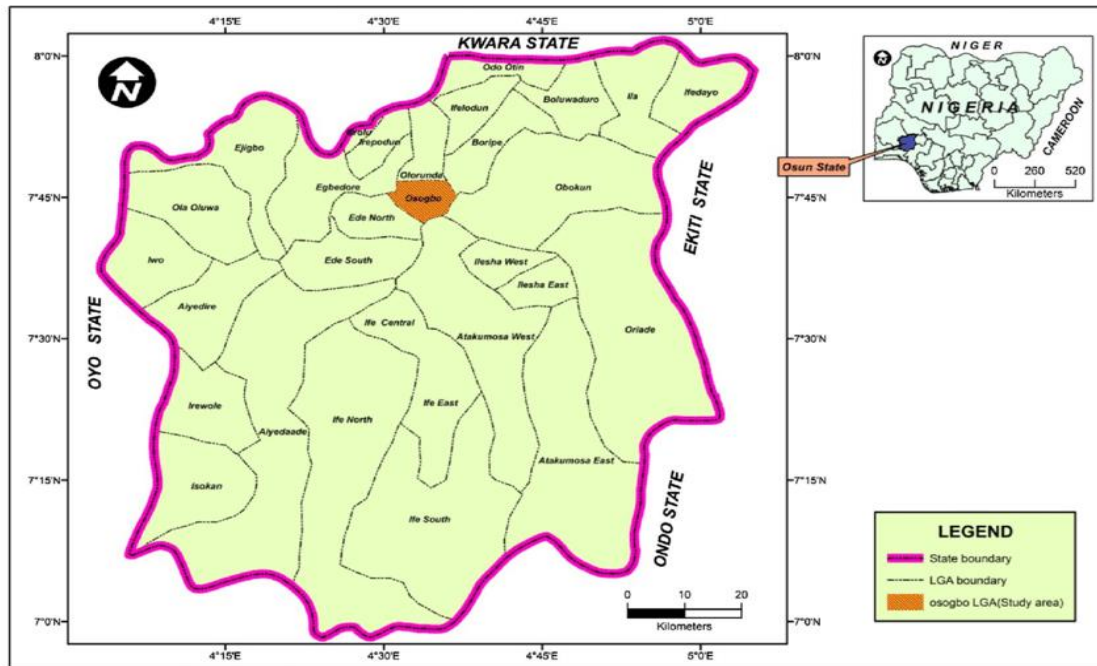 4°15'E
4°30'E
4°45'E
5°0'E
8°0'N
7°45'N
7°30'N
7°15'N
7°0'N
8°0'N
7°45'N
7°30'N
7°15'N
7°0'N
4°15'E
4°30'E
4°45'E
5°0'E
N
KWARA STATE
EKITI STATE
ONDO STATE
OYO STATE
Odo Otin
Ifelodun
Boluwaduro
Ila
Ifedayo
Irepodun
Boripe
Ejigbo
Olorunda
Egbedore
Osogbo
Obokun
Ola Oluwa
Ede North
Iwo
Ede South
Ilesha West
Ilesha East
Aiyedire
Ife Central
Atakumosa West
Oriade
Irewole
Aiyedaade
Ife North
Ife East
Atakumosa East
Isokan
Ife South
0 10 20
Kilometers
NIGER
NIGERIA
CAMEROON
Osun State
0 260 520
Kilometers
LEGEND
State boundary
LGA boundary
osogbo LGA(Study area)